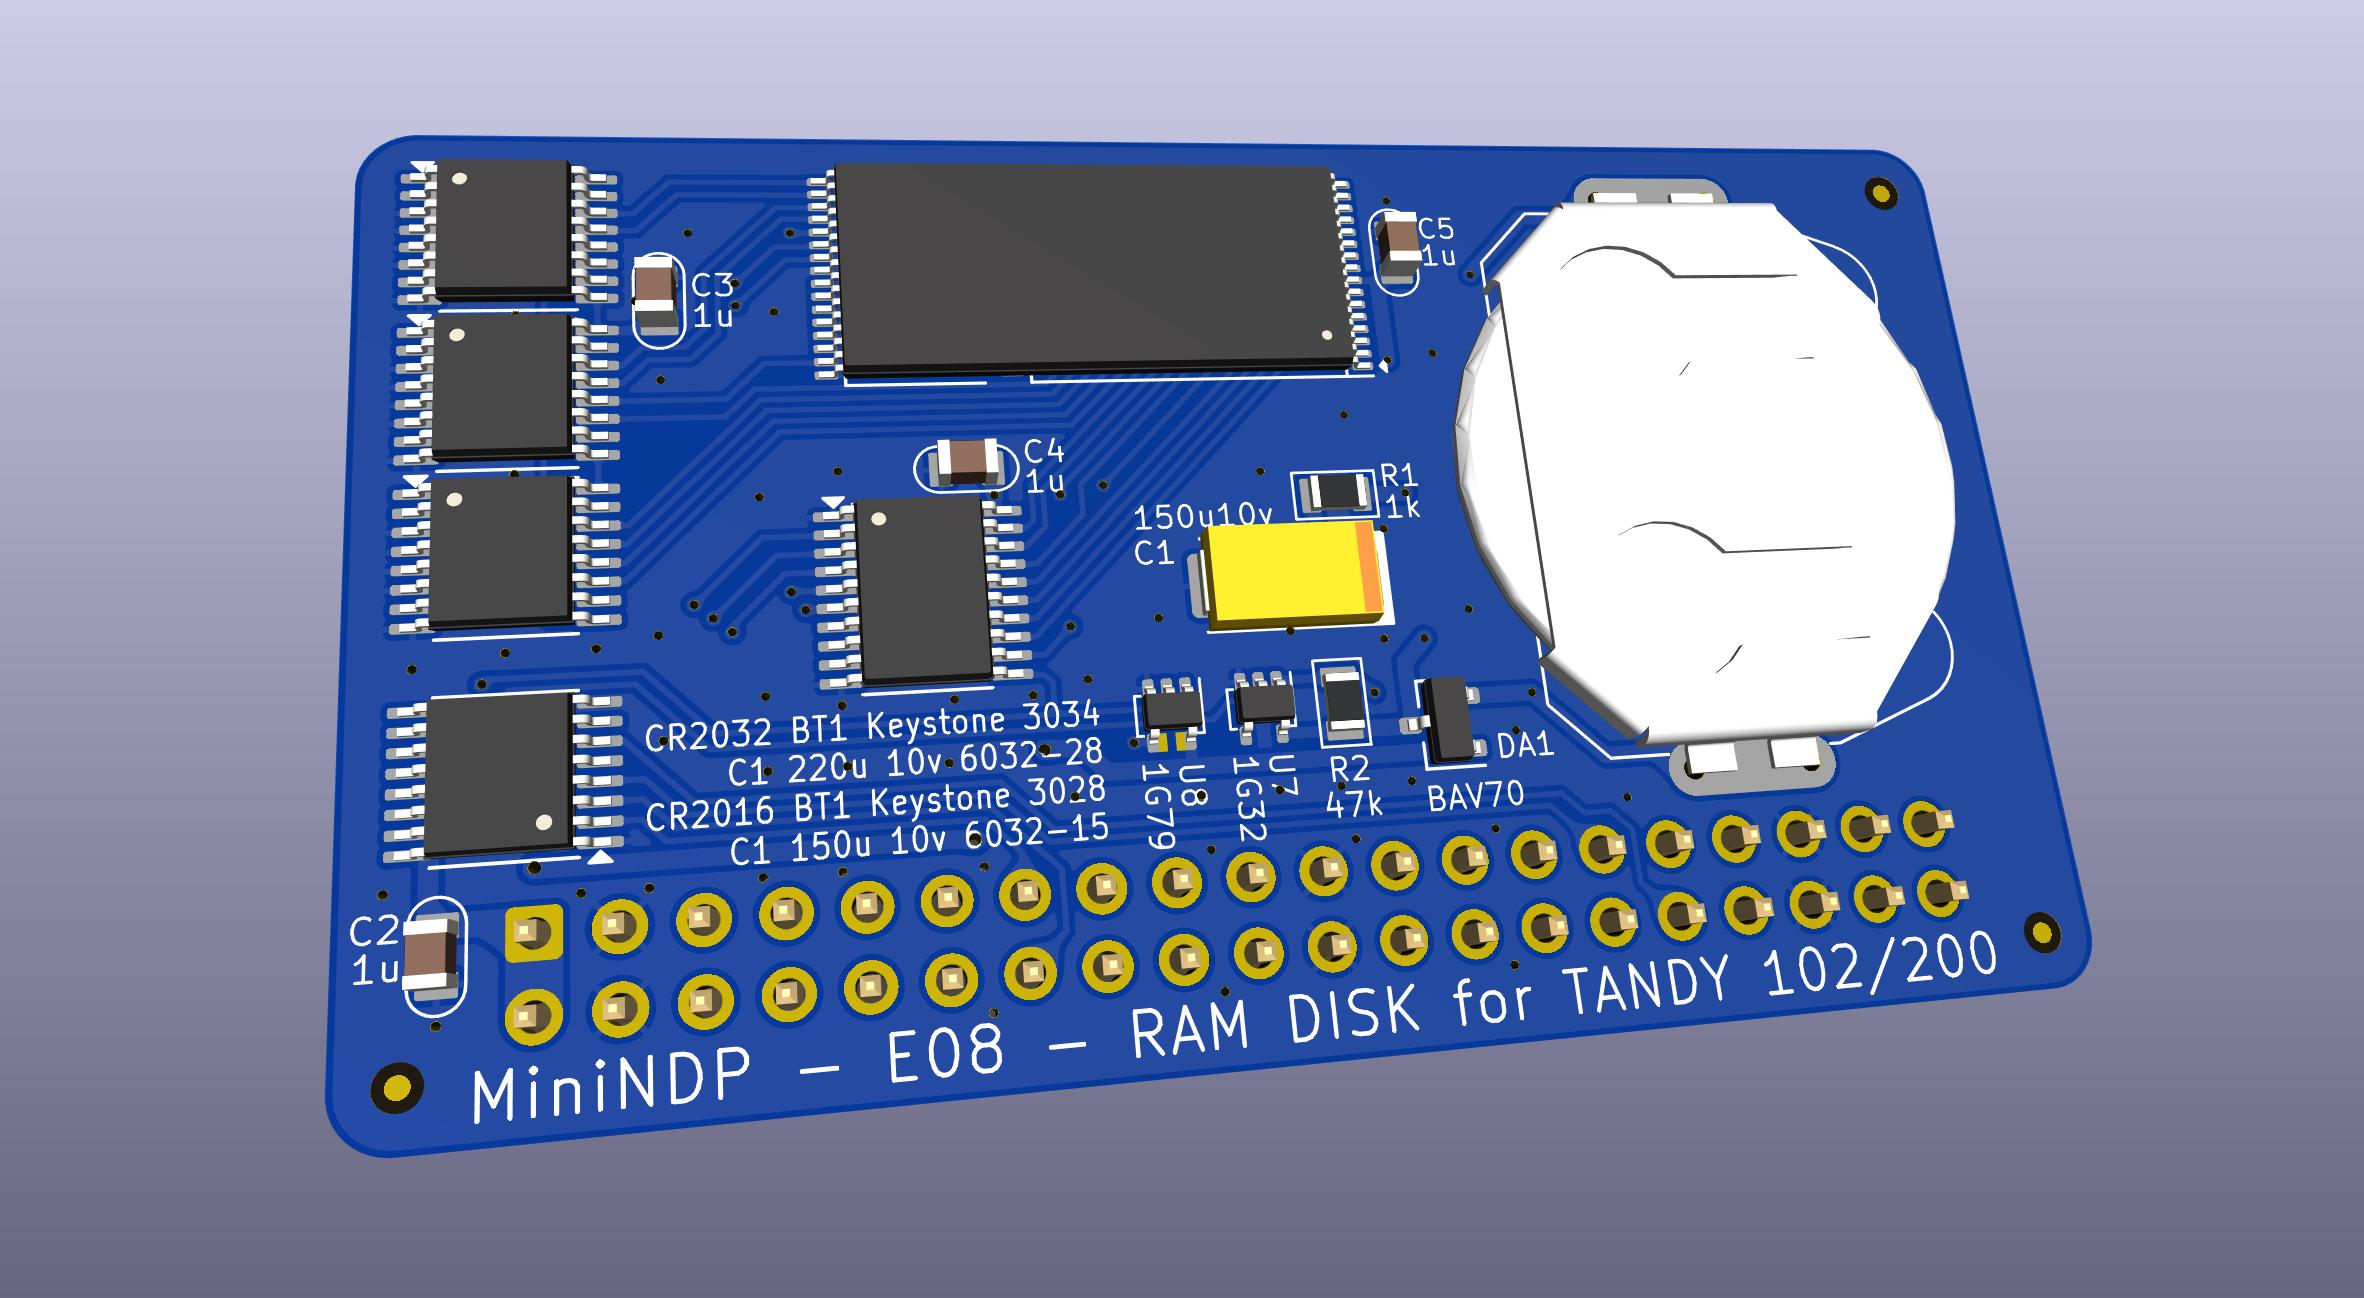 C3
1u
C5
1u
C4
1u
R1
1k
150u10v
C1
CR2032 BT1 Keystone 3034
C1 220u 10v 6032-28
CR2016 BT1 Keystone 3028
C1 150u 10v 6032-15
U8
1G79
U7
1G32
R2
47k
DA1
BAV70
C2
1u
MiniNDP – E08 – RAM DISK for TANDY 102/200